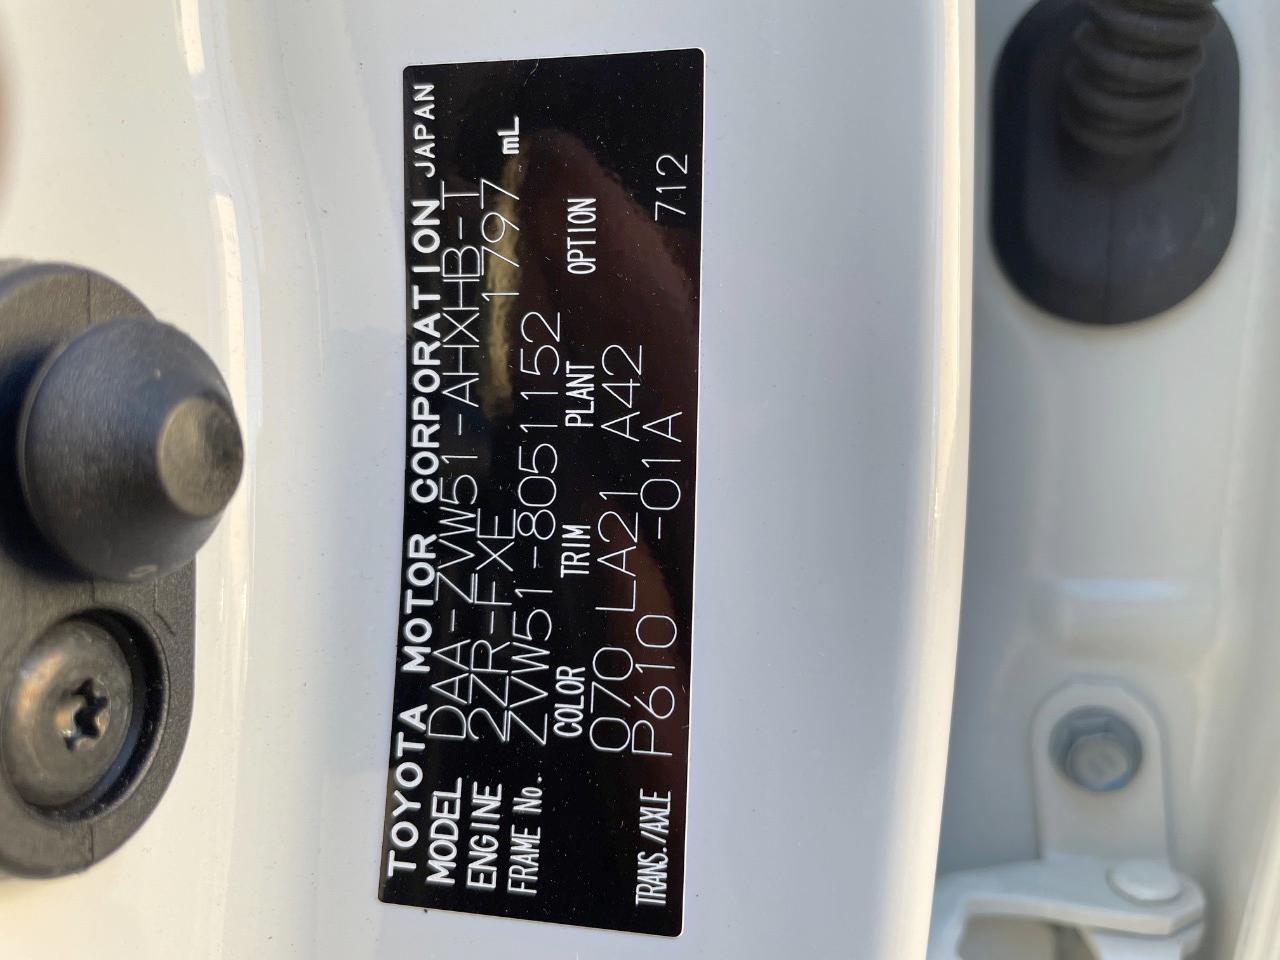 TOYOTA MOTOR CORPORATION JAPAN
MODEL DAA-ZVW51-AHXHB-T
ENGINE 2ZR-FXE 1797 mL
FRAME No. ZVW51-8051152
COLOR TRIM PLANT OPTION
070 LA21 A42
TRANS./AXLE P610 -01A 712